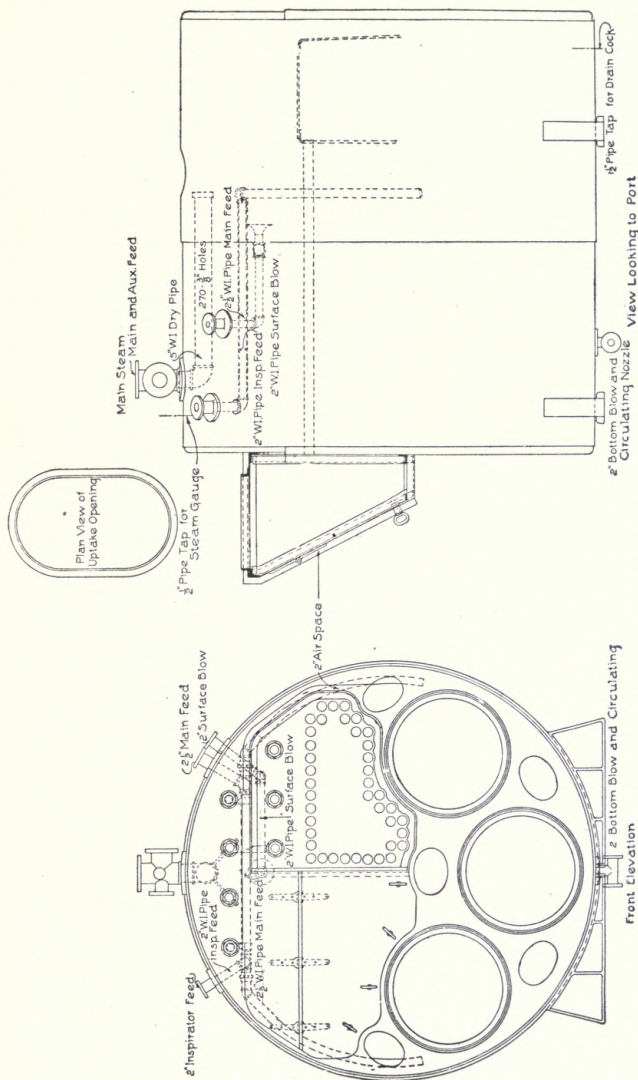 Main Steam
Main and Aux. Feed
5" W.I. Dry Pipe
270-3/8" Holes
2 1/2" W.I. Pipe Main Feed
2" W.I. Pipe Insp. Feed
2" W.I. Pipe Surface Blow
Plan View of
Uptake Opening
1/2" Pipe Tap for
Steam Gauge
2" Bottom Blow and
Circulating Nozzle
View Looking to Port
1 1/2" Pipe Tap for Drain Cock
2" Air Space
2 1/2" Main Feed
2" Surface Blow
2" W.I. Pipe Surface Blow
2" W.I. Pipe
Insp. Feed
2 1/2" W.I. Pipe Main Feed
2" Inspirator Feed
2 Bottom Blow and Circulating
Front Elevation